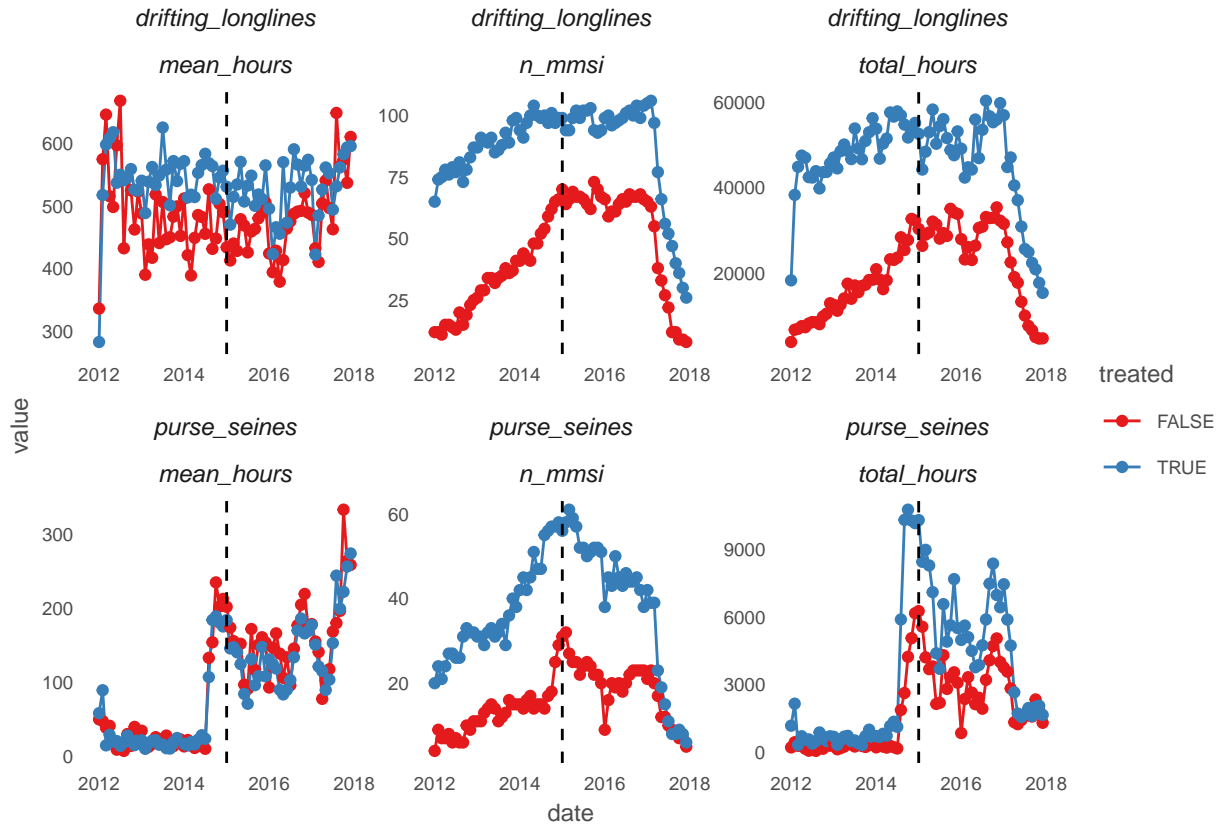 drifting_longlines drifting_longlines drifting_longlines
mean_hours n_mmsi total_hours
600
500
400
300
100
75
50
25
60000
40000
20000
2012 2014 2016 2018 2012 2014 2016 2018 2012 2014 2016 2018
value
treated
FALSE
TRUE
purse_seines purse_seines purse_seines
mean_hours n_mmsi total_hours
300
200
100
0
60
40
20
9000
6000
3000
0
2012 2014 2016 2018 2012 2014 2016 2018 2012 2014 2016 2018
date